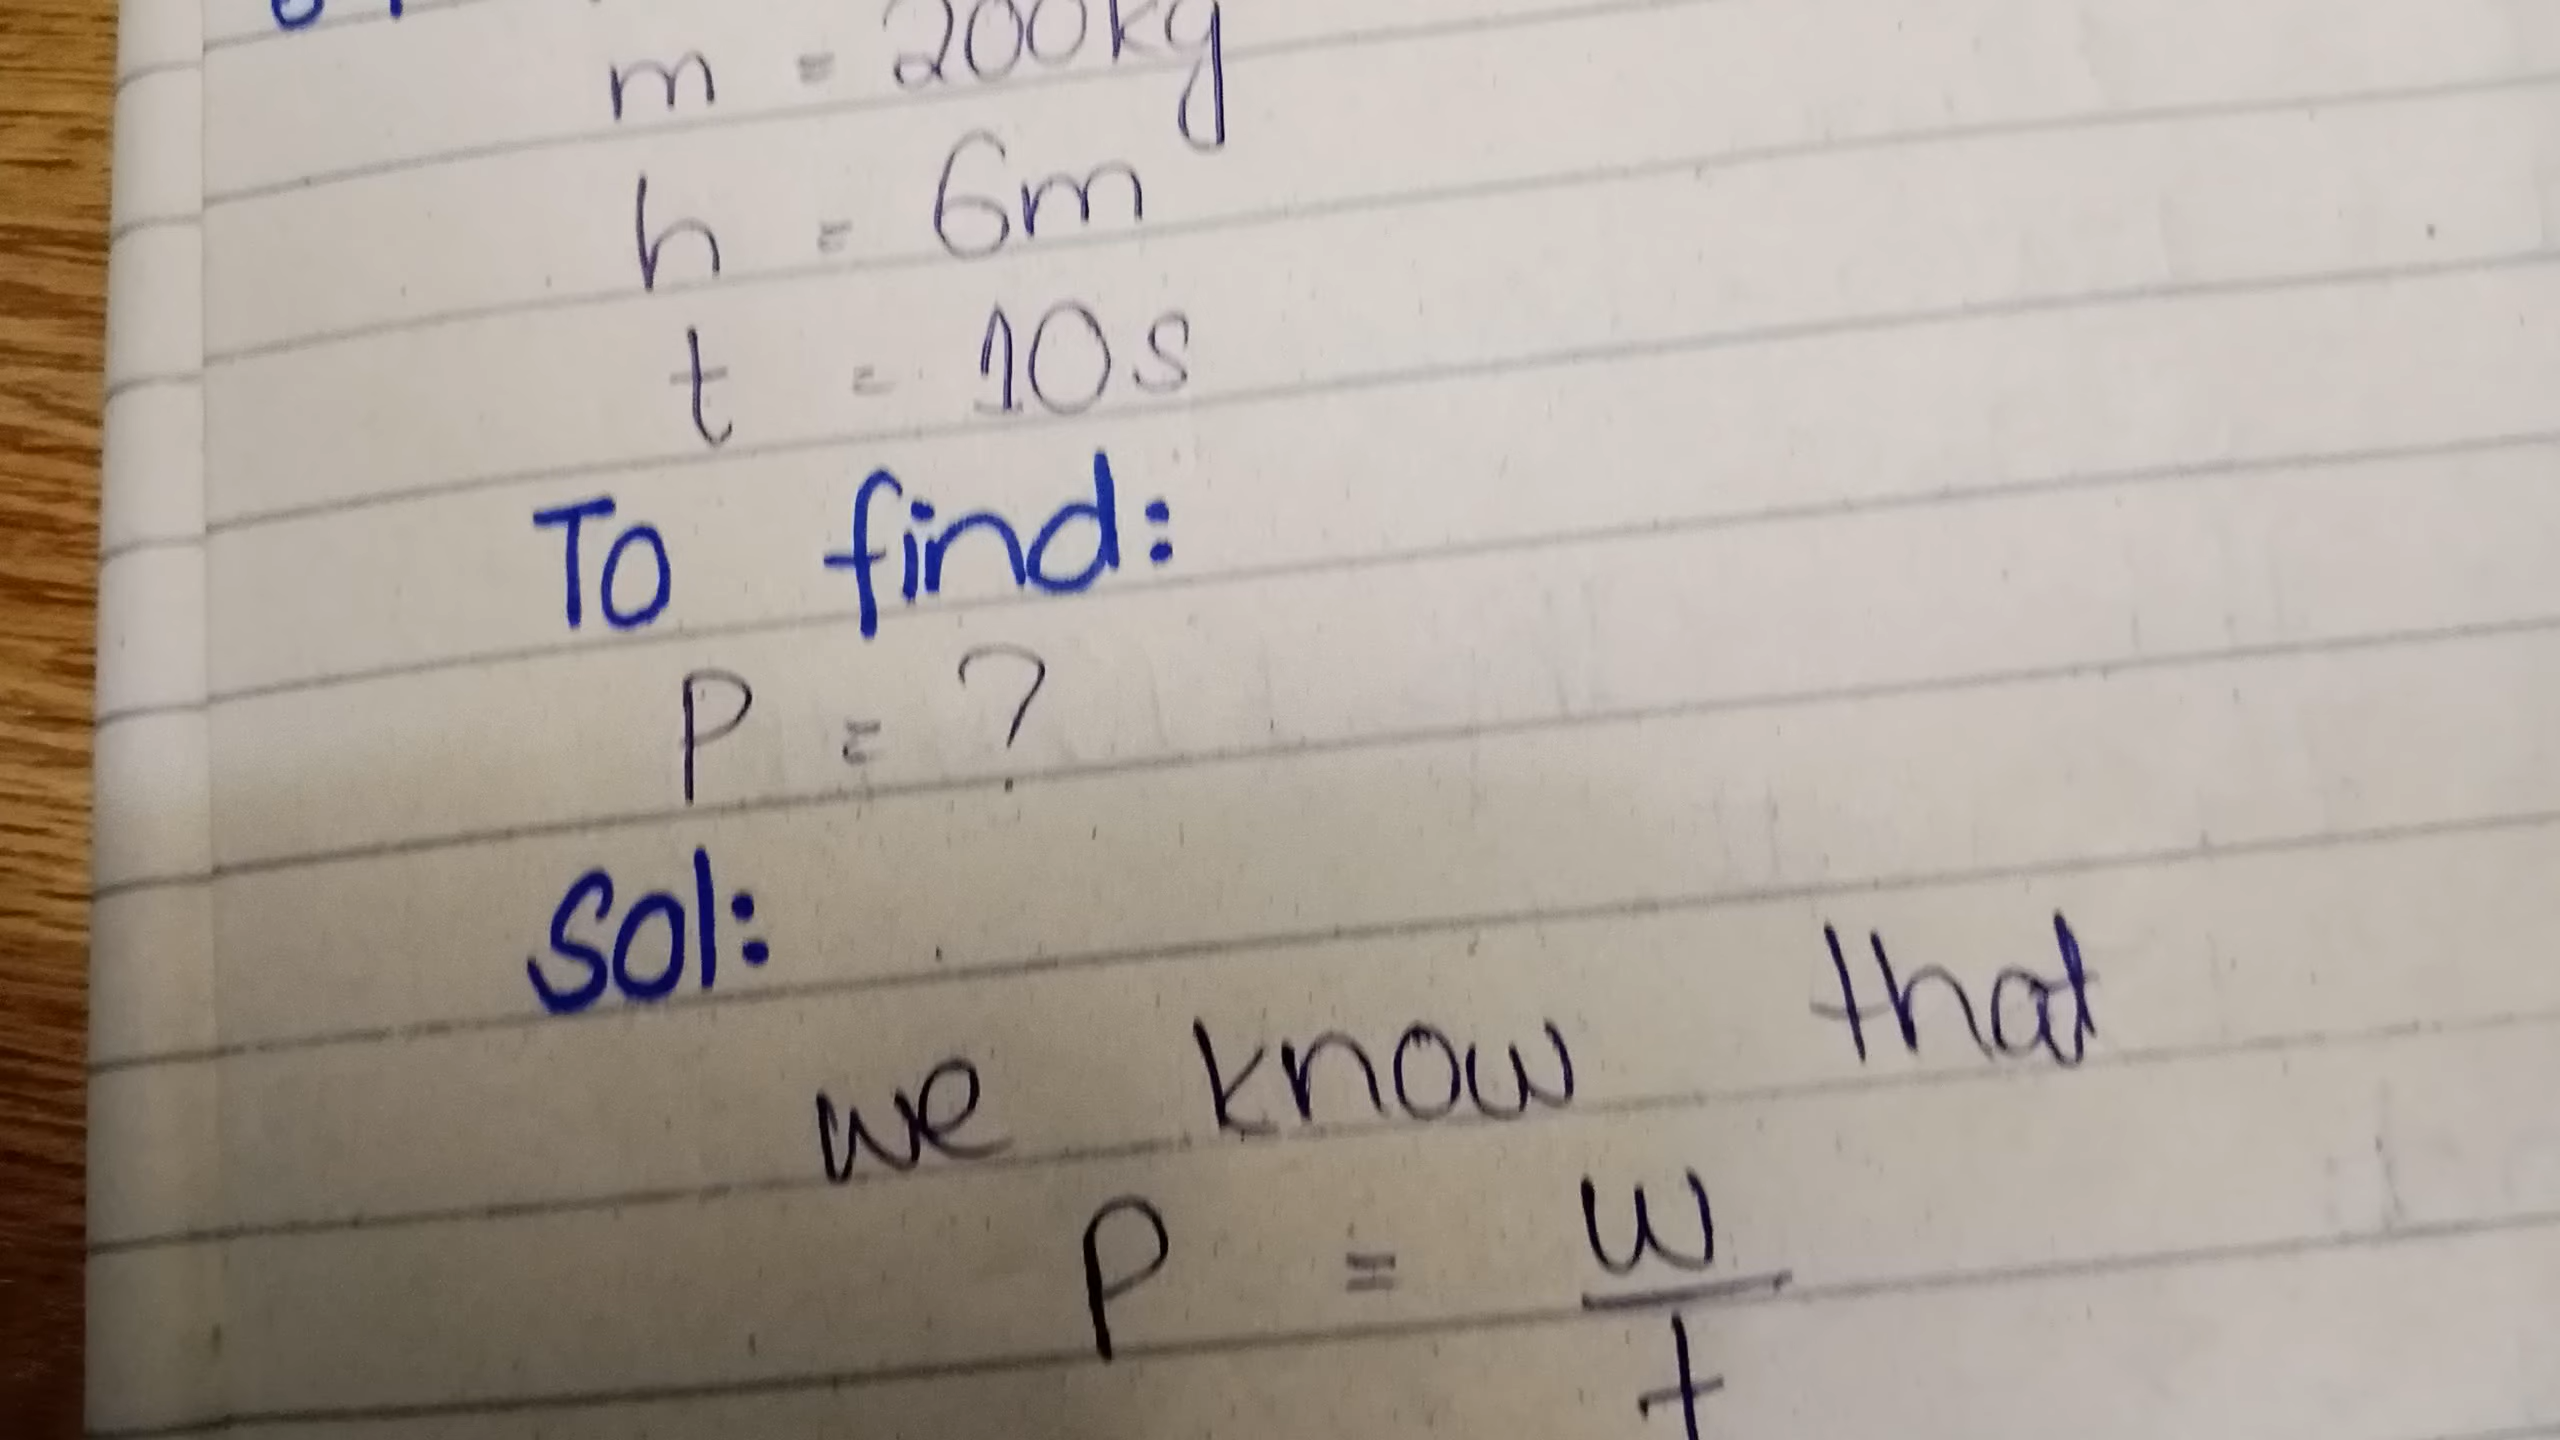 m = 200kg
h = 6m
t = 10s
To find:
P = ?
Sol:
we know that
P = W
t